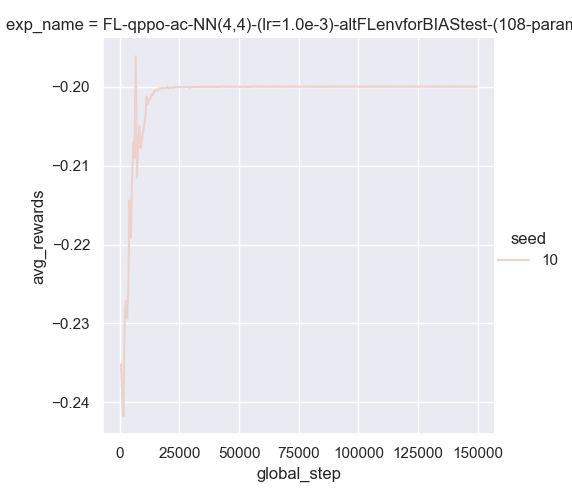 exp_name = FL-qppo-ac-NN(4,4)-(lr=1.0e-3)-altFLenvforBIAStest-(108-param
−0.20
−0.21
−0.22
−0.23
−0.24
avg_rewards
0 25000 50000 75000 100000 125000 150000
global_step
seed
10